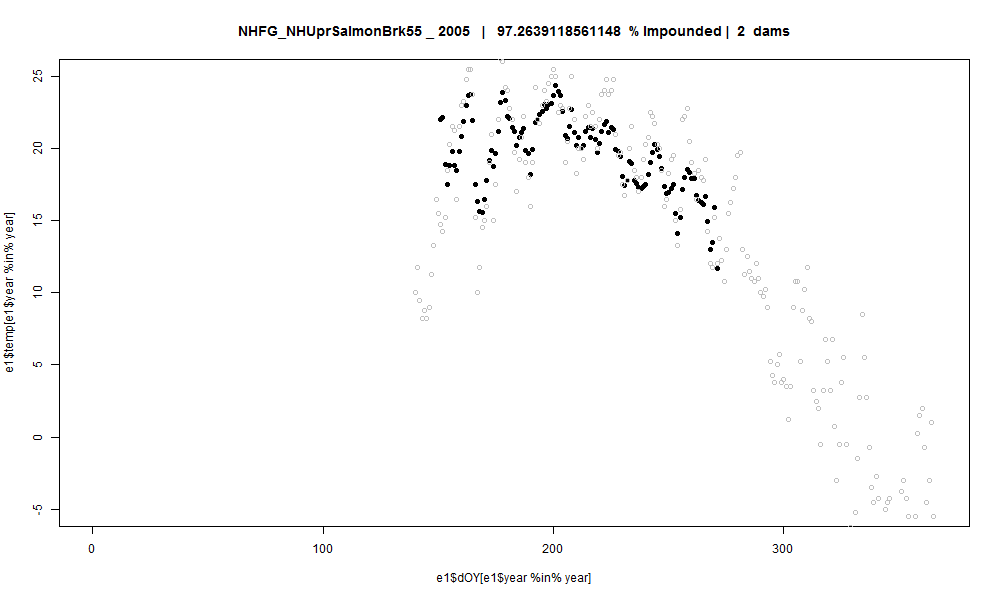 NHFG_NHUprSalmonBrk55 _ 2005 | 97.2639118561148 % Impounded | 2 dams
e1$temp[e1$year %in% year]
25
20
15
10
5
0
-5
0 100 200 300
e1$dOY[e1$year %in% year]